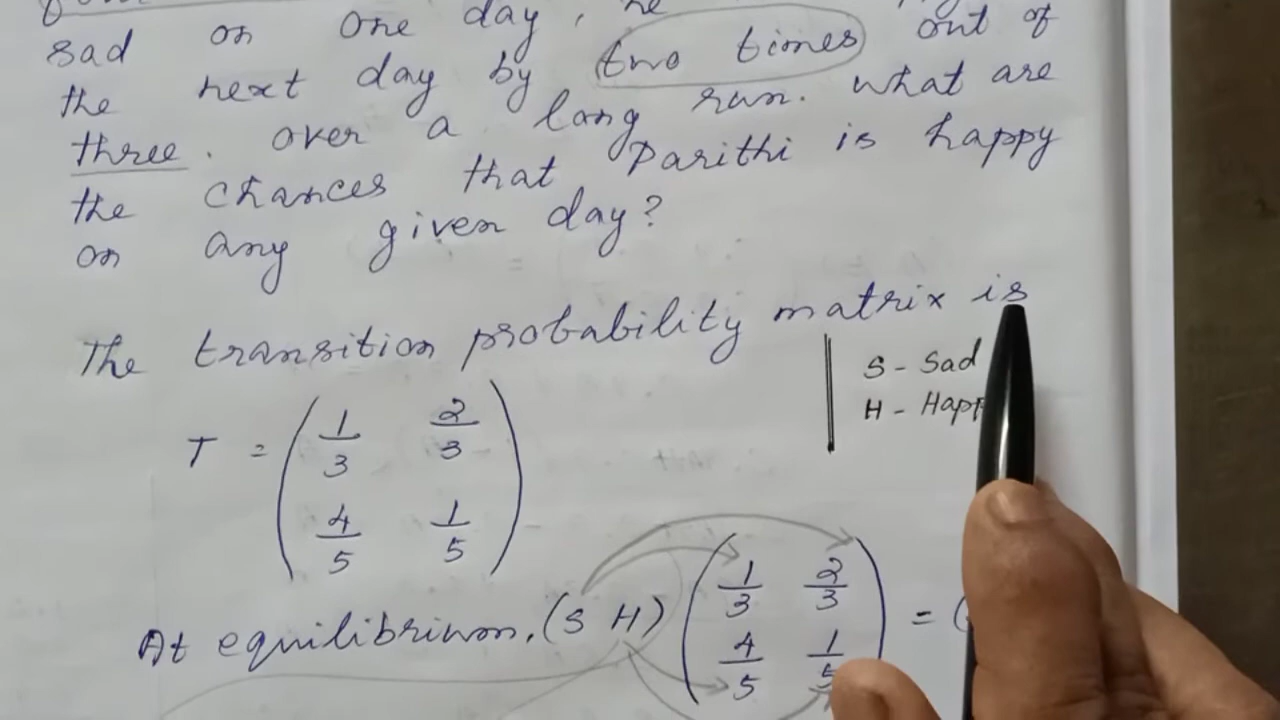 sad on one day, he
the next day by two times out of
three. over a long run. what are
the chances that Parithi is happy
on any given day?
The transition probability matrix is
S - Sad
H - Happ
T = ( 1/3 2/3
4/5 1/5 )
At equilibrium, (S H) ( 1/3 2/3
4/5 1/5 ) = (